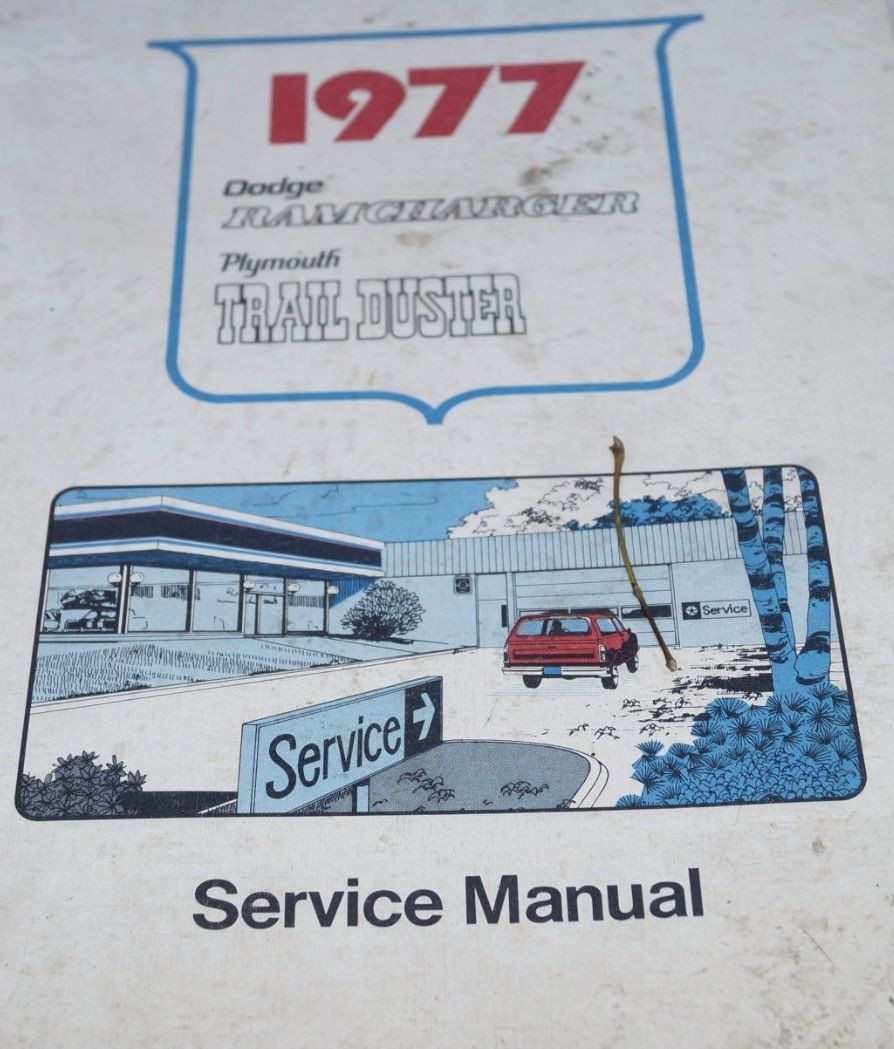 1977
Dodge
RAMCHARGER
Plymouth
TRAIL DUSTER
Service
Service
Service Manual